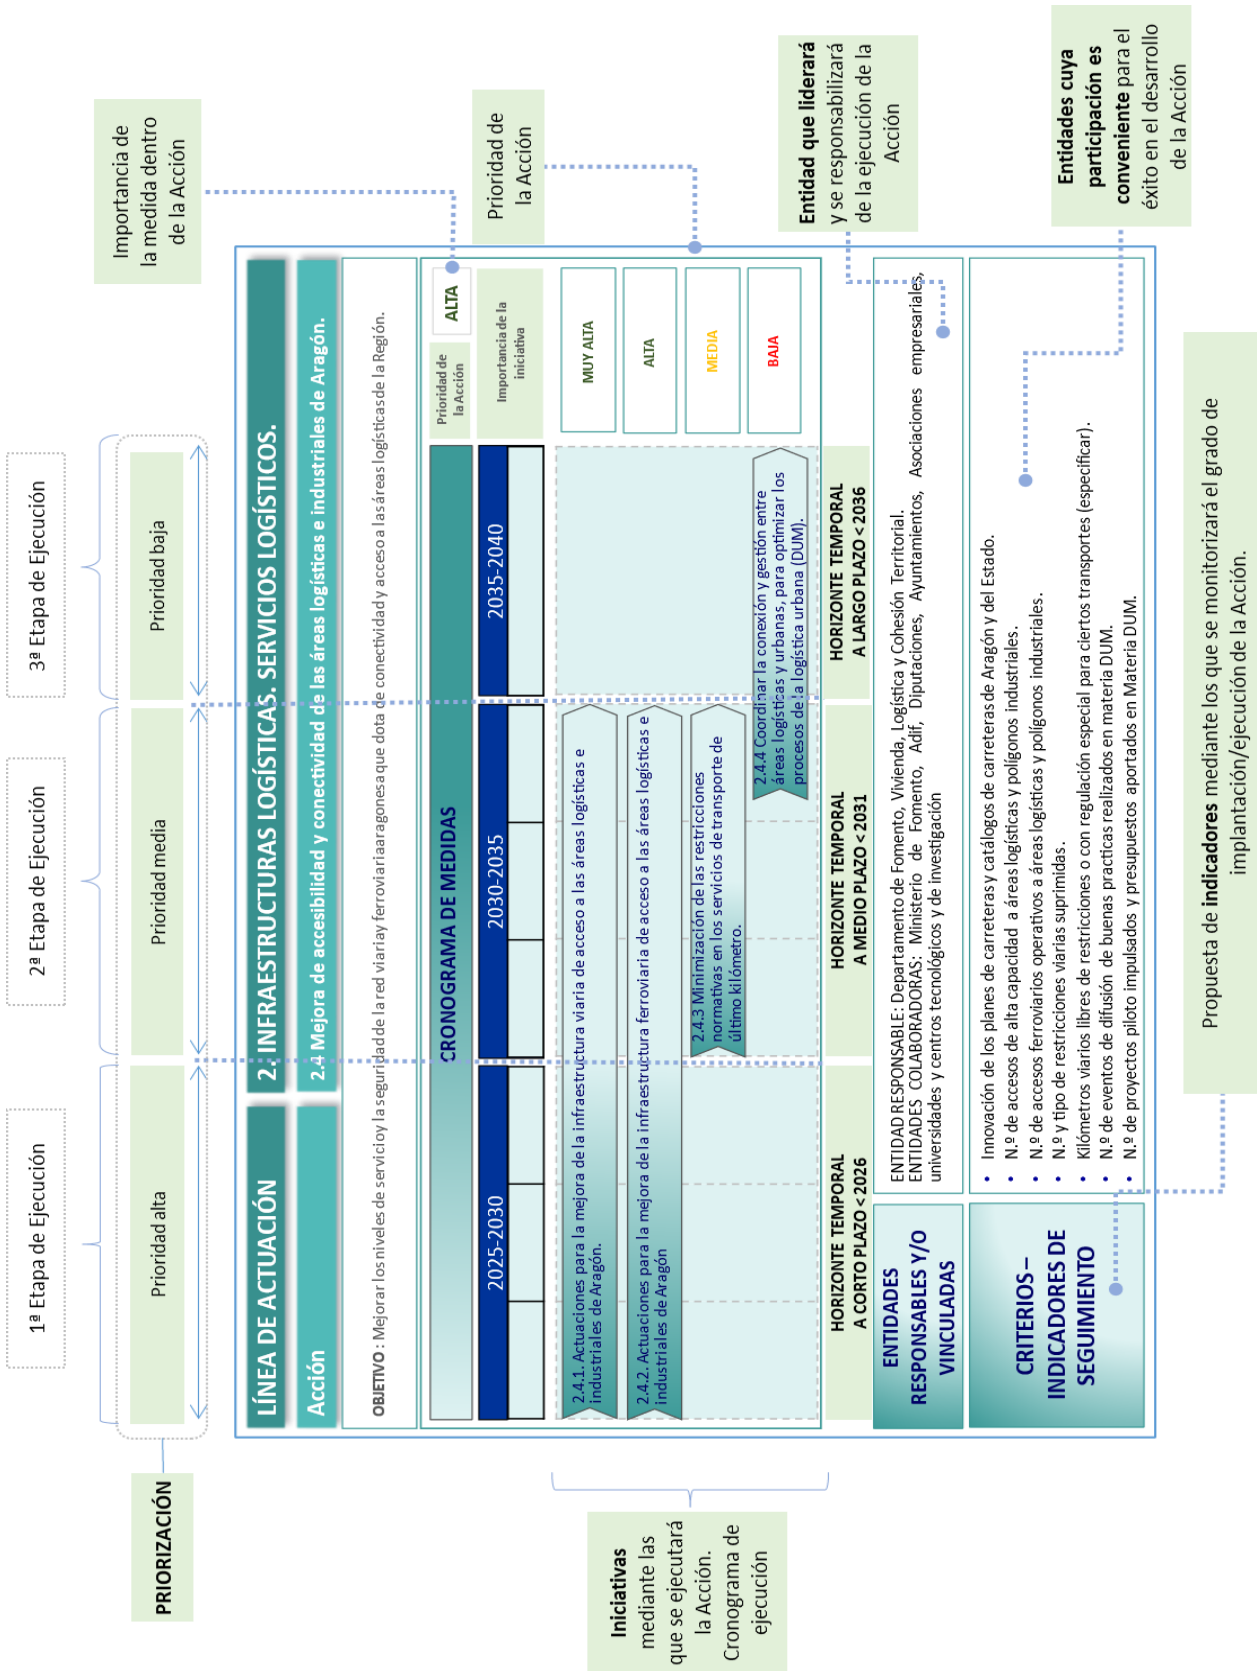 1ª Etapa de Ejecución
2ª Etapa de Ejecución
3ª Etapa de Ejecución
PRIORIZACIÓN
Prioridad alta
Prioridad media
Prioridad baja
Importancia de
la medida dentro
de la Acción
LÍNEA DE ACTUACIÓN
2. INFRAESTRUCTURAS LOGÍSTICAS. SERVICIOS LOGÍSTICOS.
Acción
2.4 Mejora de accesibilidad y conectividad de las áreas logísticas e industriales de Aragón.
OBJETIVO : Mejorar los niveles de servicio y la seguridad de la red viaria y ferroviaria aragonesa que dota de conectividad y acceso a las áreas logísticas de la Región.
CRONOGRAMA DE MEDIDAS
Prioridad de
la Acción
ALTA
Prioridad de
la Acción
2025-2030
2030-2035
2035-2040
Importancia de la
iniciativa
Iniciativas
mediante las
que se ejecutará
la Acción.
Cronograma de
ejecución
2.4.1. Actuaciones para la mejora de la infraestructura viaria de acceso a las áreas logísticas e
industriales de Aragón.
MUY ALTA
2.4.2. Actuaciones para la mejora de la infraestructura ferroviaria de acceso a las áreas logísticas e
industriales de Aragón
ALTA
2.4.3 Minimización de las restricciones
normativas en los servicios de transporte de
último kilómetro.
MEDIA
2.4.4 Coordinar la conexión y gestión entre
áreas logísticas y urbanas, para optimizar los
procesos de la logística urbana (DUM).
BAJA
HORIZONTE TEMPORAL
A CORTO PLAZO < 2026
HORIZONTE TEMPORAL
A MEDIO PLAZO < 2031
HORIZONTE TEMPORAL
A LARGO PLAZO < 2036
Entidad que liderará
y se responsabilizará
de la ejecución de la
Acción
ENTIDADES
RESPONSABLES Y/O
VINCULADAS
ENTIDAD RESPONSABLE: Departamento de Fomento, Vivienda, Logística y Cohesión Territorial.
ENTIDADES COLABORADORAS: Ministerio de Fomento, Adif, Diputaciones, Ayuntamientos, Asociaciones empresariales,
universidades y centros tecnológicos y de investigación
CRITERIOS –
INDICADORES DE
SEGUIMIENTO
• Innovación de los planes de carreteras y catálogos de carreteras de Aragón y del Estado.
• N.º de accesos de alta capacidad a áreas logísticas y polígonos industriales.
• N.º de accesos ferroviarios operativos a áreas logísticas y polígonos industriales.
• N.º y tipo de restricciones viarias suprimidas.
• Kilómetros viarios libres de restricciones o con regulación especial para ciertos transportes (especificar).
• N.º de eventos de difusión de buenas practicas realizados en materia DUM.
• N.º de proyectos piloto impulsados y presupuestos aportados en Materia DUM.
Entidades cuya
participación es
conveniente para el
éxito en el desarrollo
de la Acción
Propuesta de indicadores mediante los que se monitorizará el grado de
implantación/ejecución de la Acción.